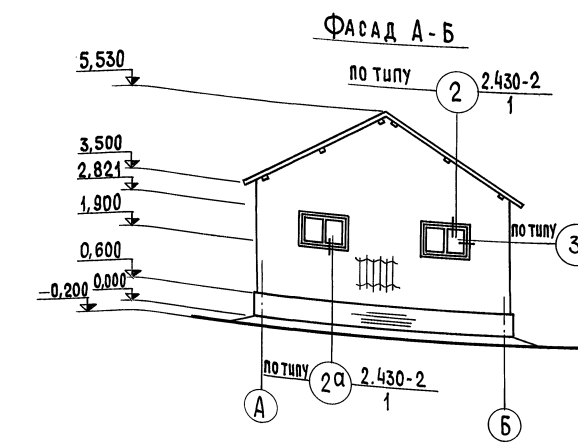 ФАСАД А-Б
5,530
ПО ТИПУ 2 2.430-2
1
3,500
2,821
1,900
ПО ТИПУ 3
0,600
0,000
-0,200
ПО ТИПУ 2а 2.430-2
1
А
Б